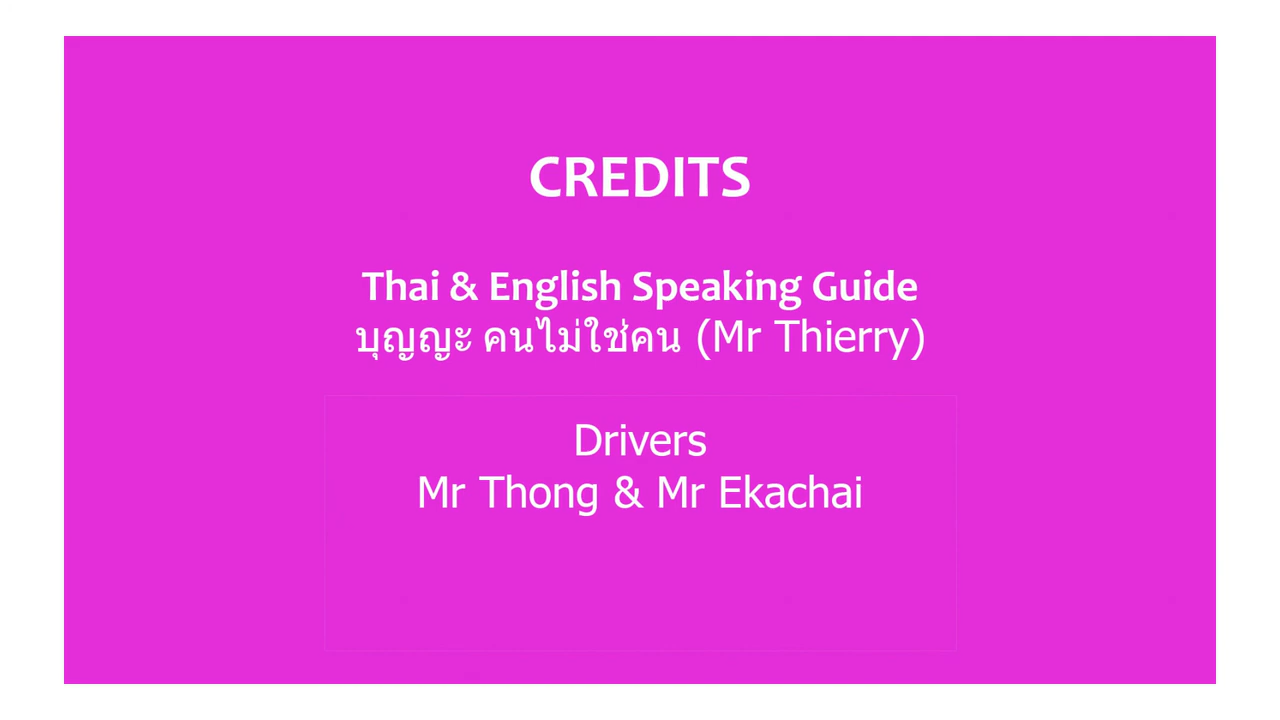 CREDITS
Thai & English Speaking Guide
บุญญะ คนไม่ใช่คน (Mr Thierry)
Drivers
Mr Thong & Mr Ekachai